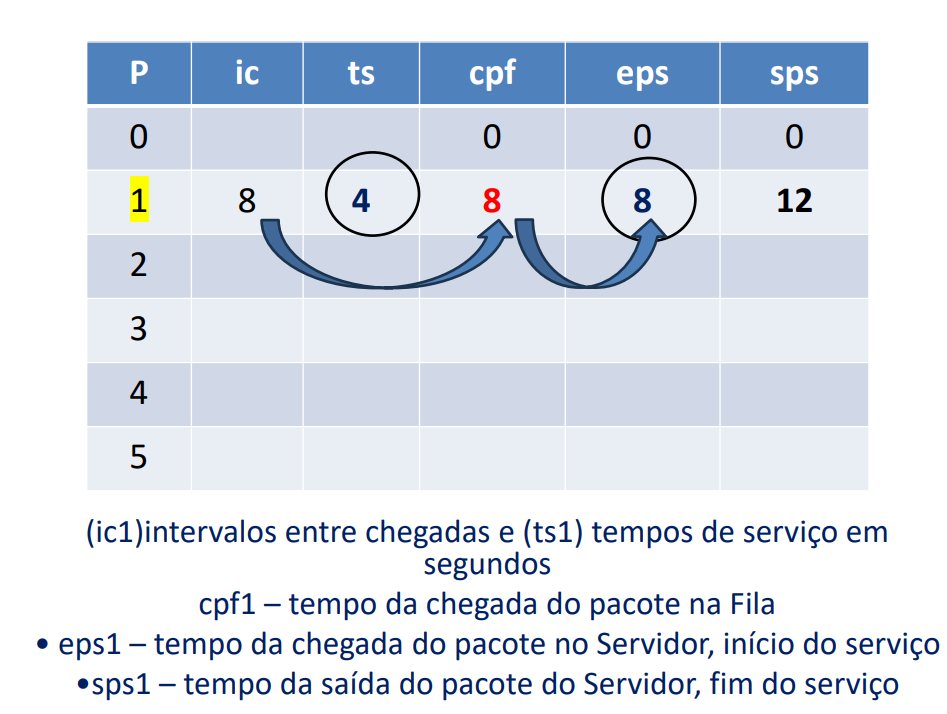 P ic ts cpf eps sps
0 0 0 0
1 8 4 8 8 12
2
3
4
5
(ic1)intervalos entre chegadas e (ts1) tempos de serviço em
segundos
cpf1 – tempo da chegada do pacote na Fila
• eps1 – tempo da chegada do pacote no Servidor, início do serviço
•sps1 – tempo da saída do pacote do Servidor, fim do serviço